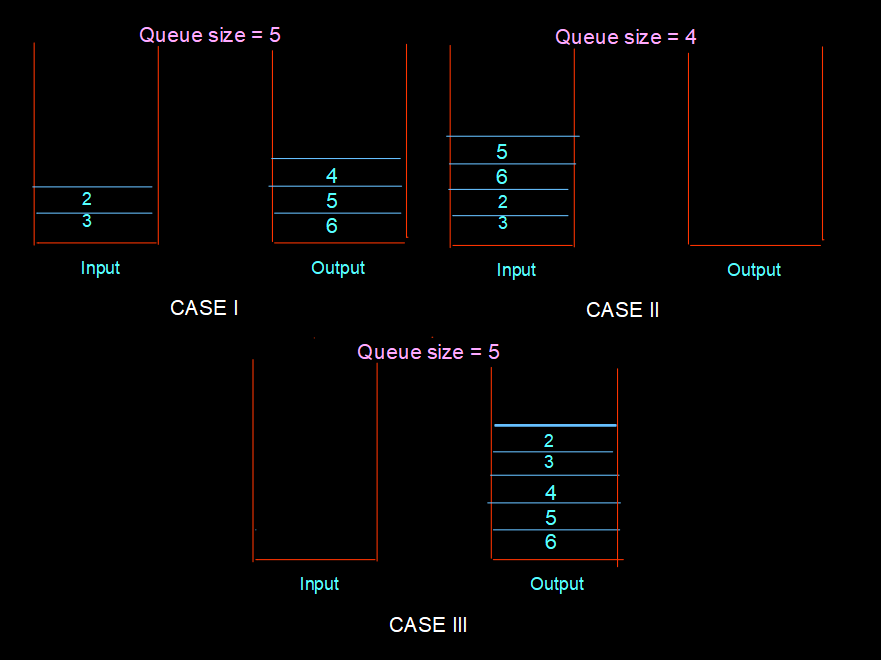 Queue size = 5
2
3
Input
4
5
6
Output
CASE I
Queue size = 4
5
6
2
3
Input
Output
CASE II
Queue size = 5
Input
2
3
4
5
6
Output
CASE III